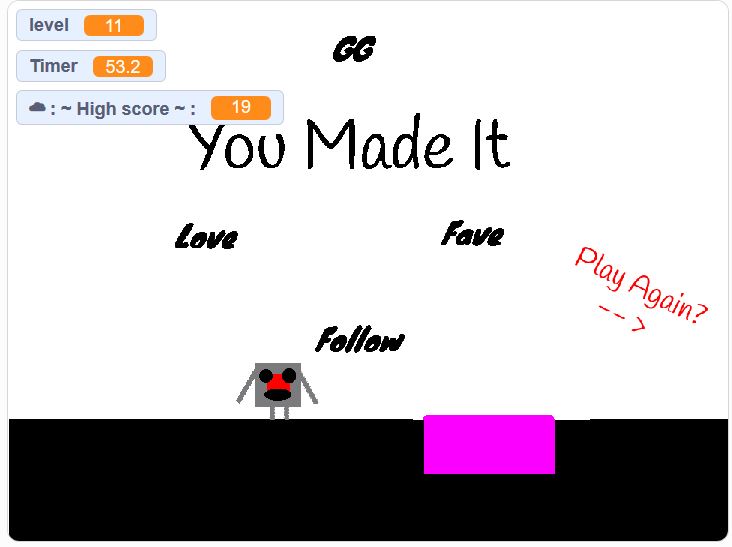 level 11
GG
Timer 53.2
: ~ High score ~ : 19
You Made It
Love
Fave
Play Again?
-->
Follow